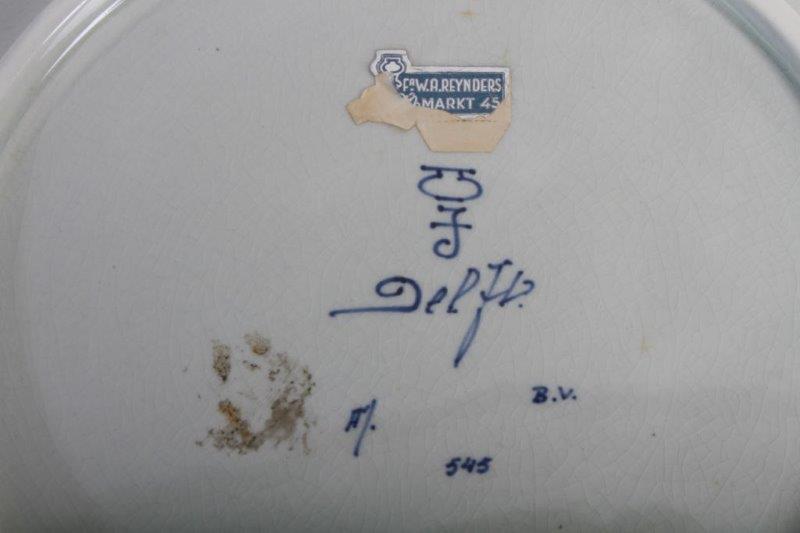 Fa W.A.REYNDERS
MARKT 45
Delft.
B.V.
545